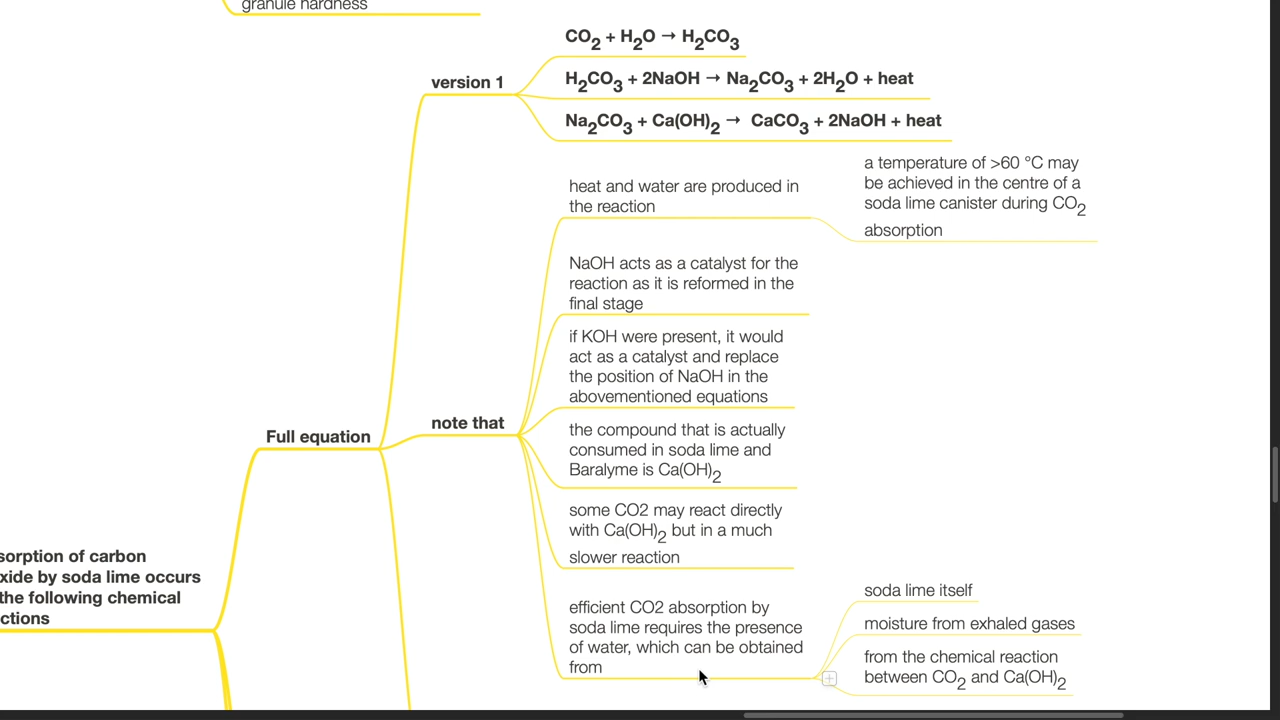 granule hardness
CO2 + H2O → H2CO3
version 1
H2CO3 + 2NaOH → Na2CO3 + 2H2O + heat
Na2CO3 + Ca(OH)2 → CaCO3 + 2NaOH + heat
heat and water are produced in
the reaction
a temperature of >60 °C may
be achieved in the centre of a
soda lime canister during CO2
absorption
NaOH acts as a catalyst for the
reaction as it is reformed in the
final stage
if KOH were present, it would
act as a catalyst and replace
the position of NaOH in the
abovementioned equations
note that
Full equation
the compound that is actually
consumed in soda lime and
Baralyme is Ca(OH)2
some CO2 may react directly
with Ca(OH)2 but in a much
slower reaction
sorption of carbon
xide by soda lime occurs
the following chemical
ctions
efficient CO2 absorption by
soda lime requires the presence
of water, which can be obtained
from
soda lime itself
moisture from exhaled gases
from the chemical reaction
between CO2 and Ca(OH)2